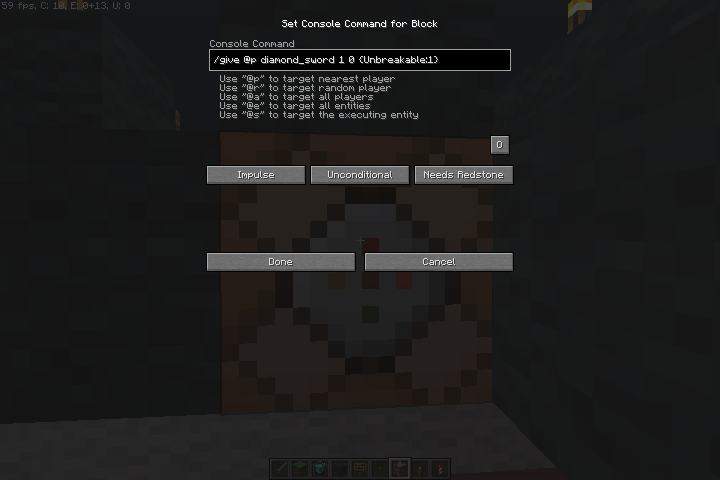 59 fps, C: 10, E: 0+13, U: 0
Set Console Command for Block
Console Command
/give @p diamond_sword 1 0 {Unbreakable:1}
Use "@p" to target nearest player
Use "@r" to target random player
Use "@a" to target all players
Use "@e" to target all entities
Use "@s" to target the executing entity
O
Impulse Unconditional Needs Redstone
Done Cancel